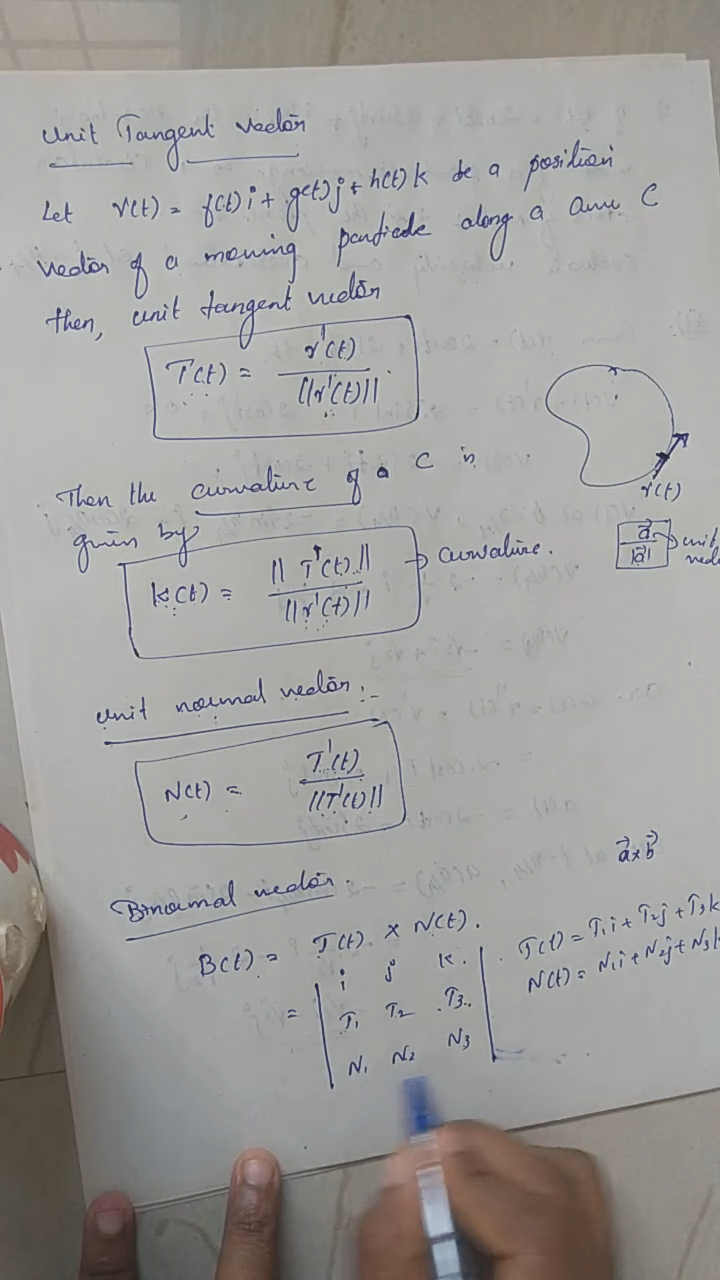 Unit Tangent vector
Let r(t) = f(t)i + g(t)j + h(t)k be a position
vector of a moving particle along a curve C
then, unit tangent vector
T(t) = r'(t) / ||r'(t)||
r(t)
Then the curvature of a C is
given by
K(t) = ||T'(t)|| / ||r'(t)|| → curvature.
a⃗ / |a⃗| → unit
vector
unit normal vector :-
N(t) = T'(t) / ||T'(t)||
a⃗ x b⃗
Binormal vector.
B(t) = T(t) × N(t).
= | i j k |
| T₁ T₂ T₃ |
| N₁ N₂ N₃ |
T(t) = T₁i + T₂j + T₃k
N(t) = N₁i + N₂j + N₃k